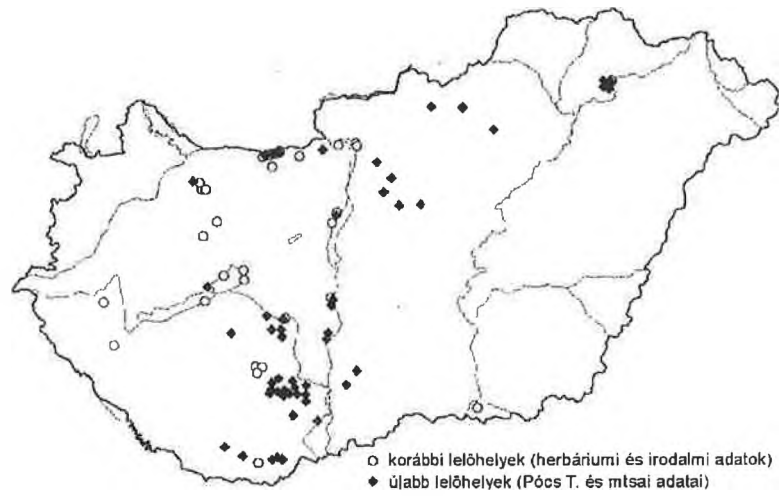 korábbi lelőhelyek (herbáriumi és irodalmi adatok)
újabb lelőhelyek (Pócs T. és mtsai adatai)